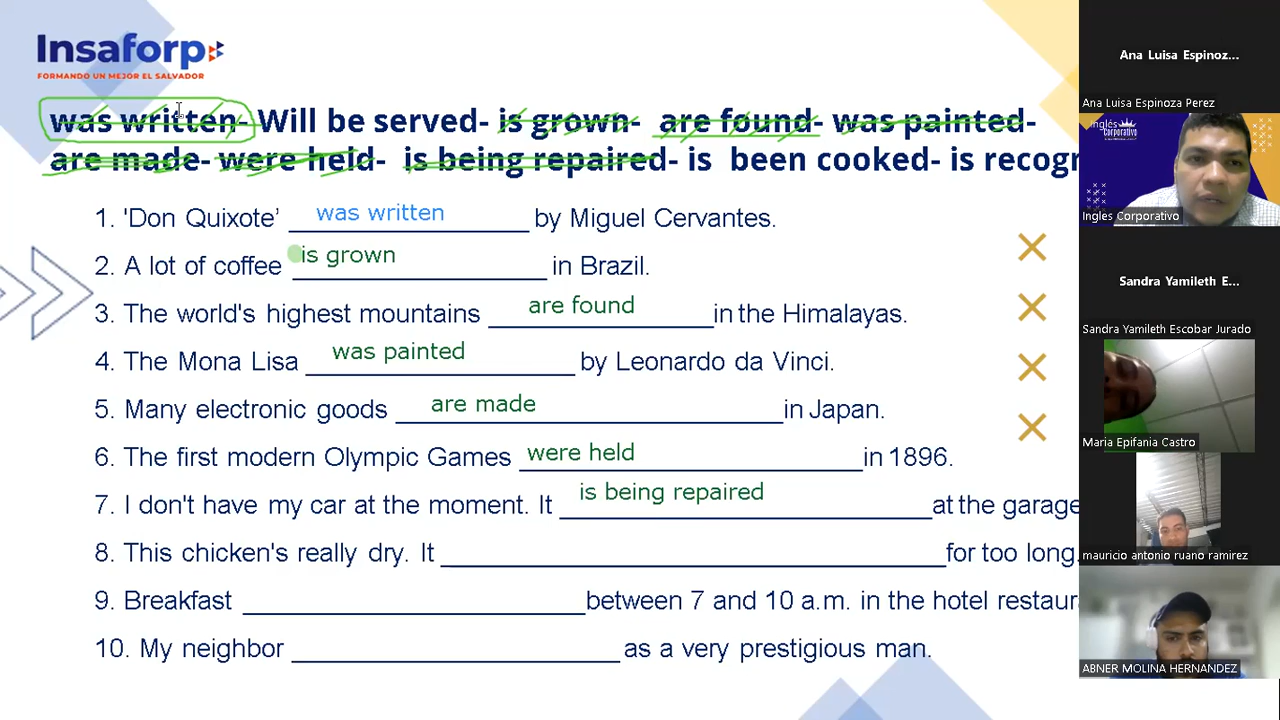 Insaforp
FORMANDO UN MEJOR EL SALVADOR
was written- Will be served- is grown- are found- was painted-
are made- were held- is being repaired- is been cooked- is recogn
1. 'Don Quixote’ was written by Miguel Cervantes.
2. A lot of coffee is grown in Brazil.
3. The world's highest mountains are found in the Himalayas.
4. The Mona Lisa was painted by Leonardo da Vinci.
5. Many electronic goods are made in Japan.
6. The first modern Olympic Games were held in 1896.
7. I don't have my car at the moment. It is being repaired at the garage
8. This chicken's really dry. It ____ for too long.
9. Breakfast ____ between 7 and 10 a.m. in the hotel restaur
10. My neighbor ____ as a very prestigious man.
Ana Luisa Espinoz...
Ana Luisa Espinoza Perez
Inglés
Corporativo
Ingles Corporativo
Sandra Yamileth E...
Sandra Yamileth Escobar Jurado
Maria Epifania Castro
mauricio antonio ruano ramirez
ABNER MOLINA HERNANDEZ